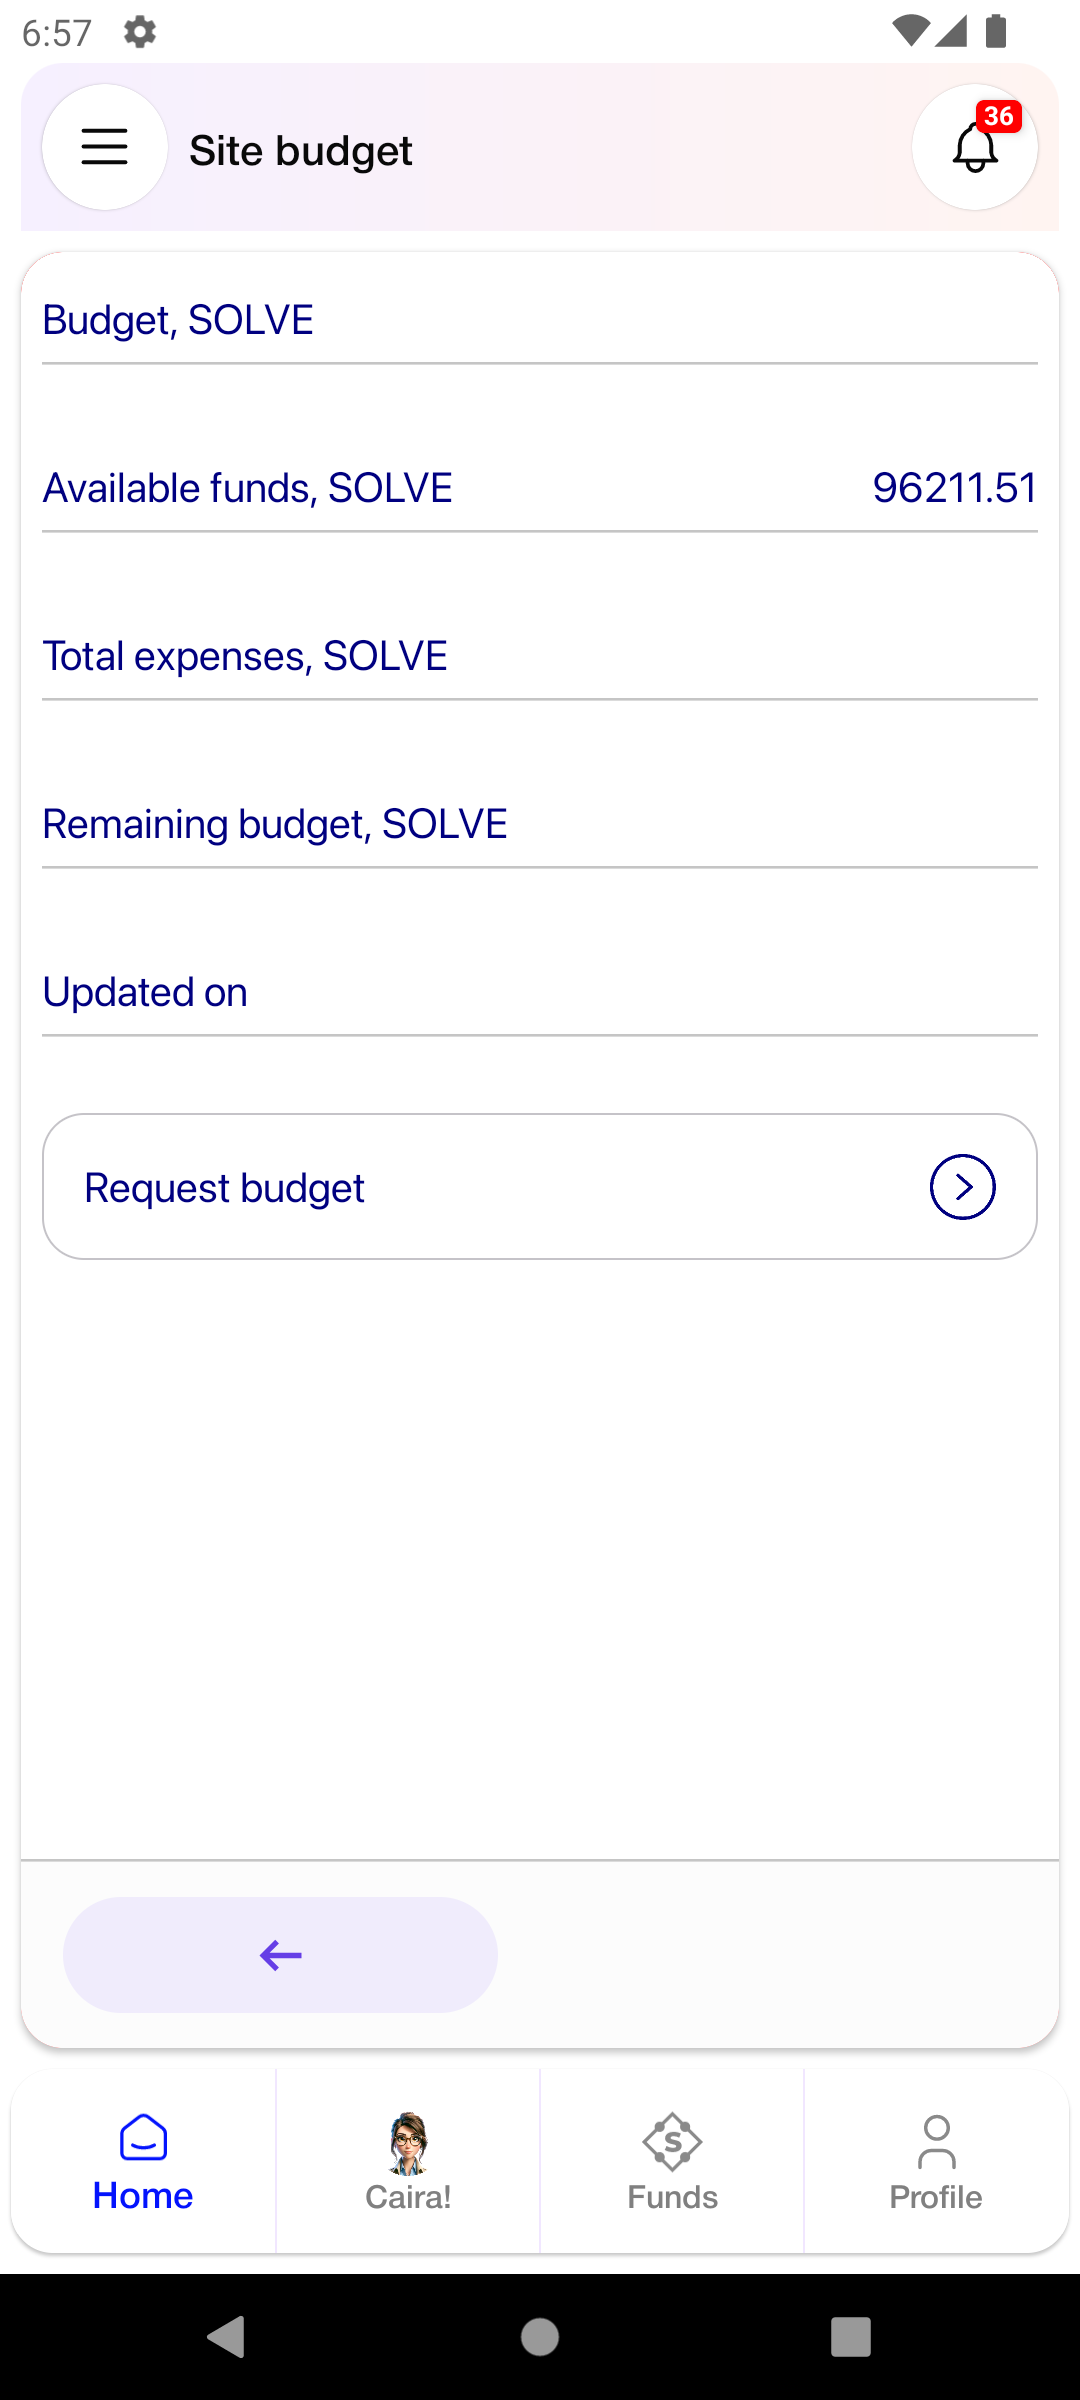 6:57
Site budget
36
Budget, SOLVE
Available funds, SOLVE 96211.51
Total expenses, SOLVE
Remaining budget, SOLVE
Updated on
Request budget
Home
Caira!
S
Funds
Profile